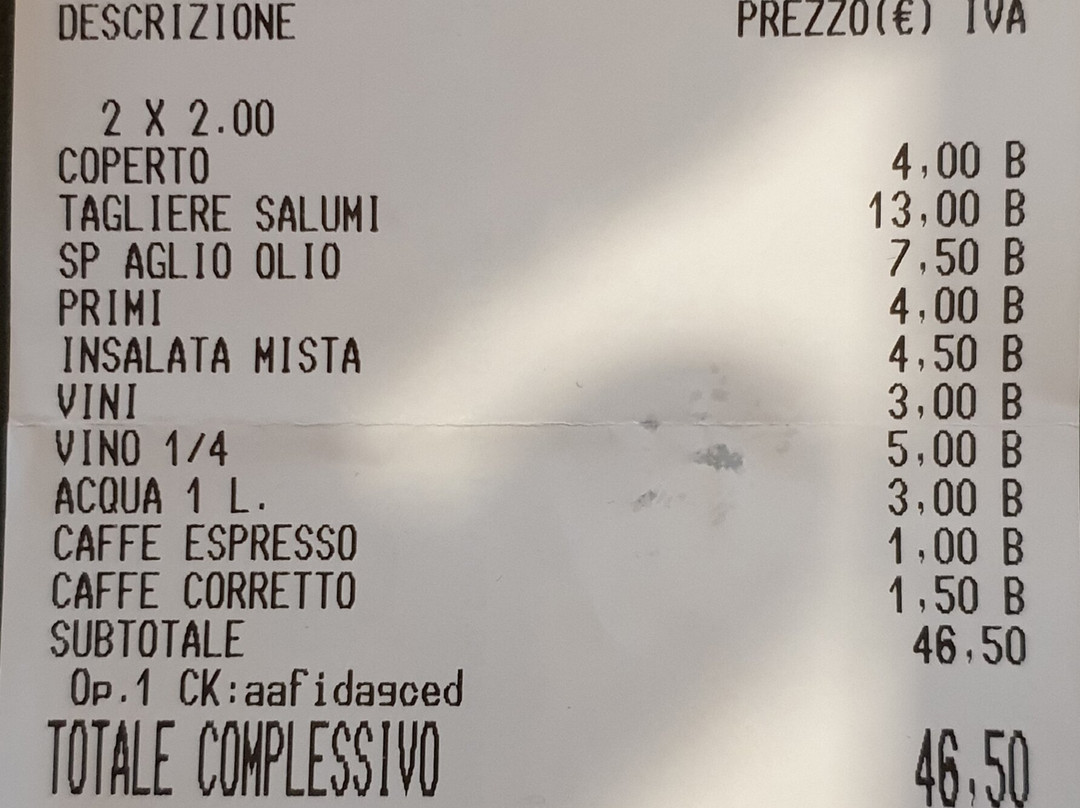 DESCRIZIONE PREZZO(€) IVA
2 X 2.00
COPERTO 4,00 B
TAGLIERE SALUMI 13,00 B
SP AGLIO OLIO 7,50 B
PRIMI 4,00 B
INSALATA MISTA 4,50 B
VINI 3,00 B
VINO 1/4 5,00 B
ACQUA 1 L. 3,00 B
CAFFE ESPRESSO 1,00 B
CAFFE CORRETTO 1,50 B
SUBTOTALE 46,50
Op.1 CK:aafidagced
TOTALE COMPLESSIVO 46,50